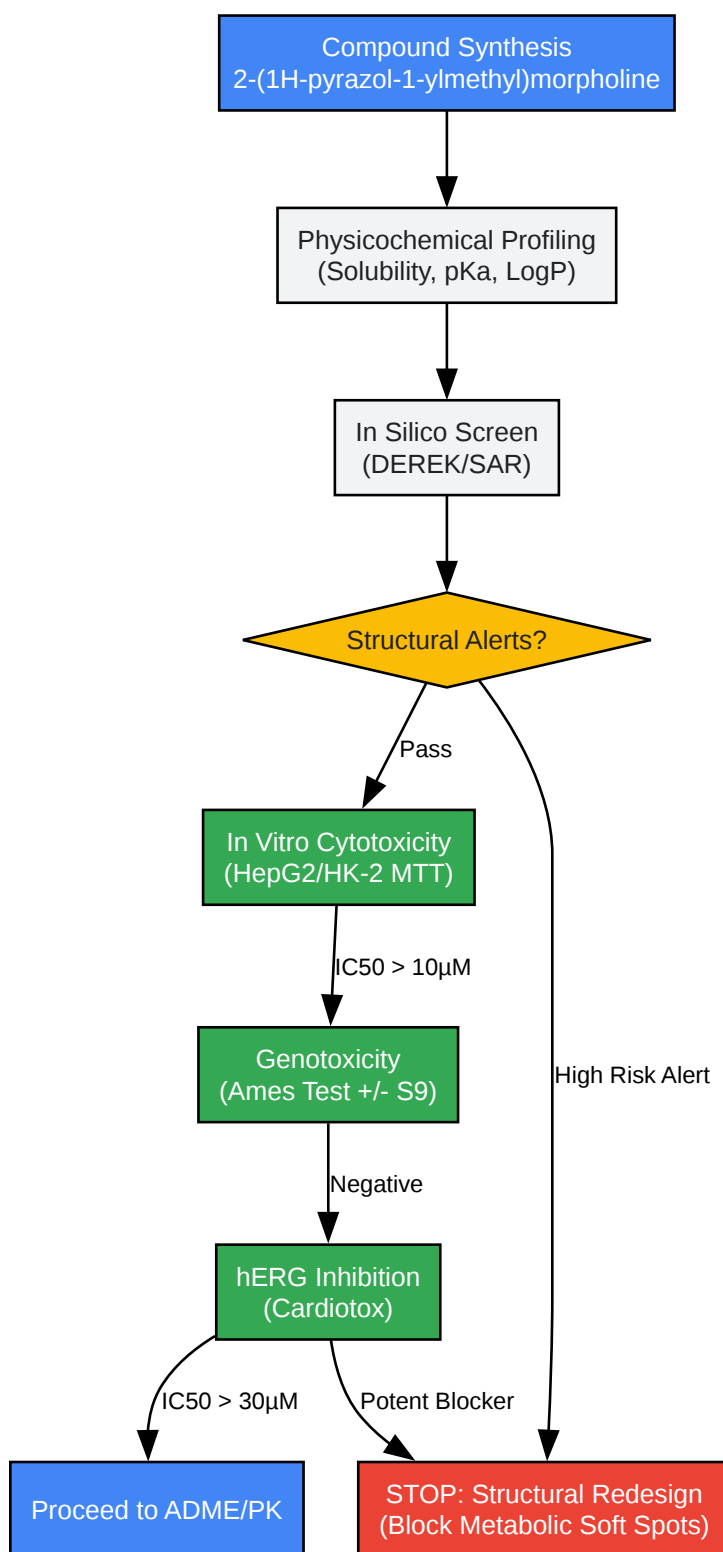 Compound Synthesis
2-(1H-pyrazol-1-ylmethyl)morpholine
Physicochemical Profiling
(Solubility, pKa, LogP)
In Silico Screen
(DEREK/SAR)
Structural Alerts?
Pass
In Vitro Cytotoxicity
(HepG2/HK-2 MTT)
IC50 > 10µM
Genotoxicity
(Ames Test +/- S9)
High Risk Alert
Negative
hERG Inhibition
(Cardiotox)
IC50 > 30µM
Potent Blocker
Proceed to ADME/PK
STOP: Structural Redesign
(Block Metabolic Soft Spots)